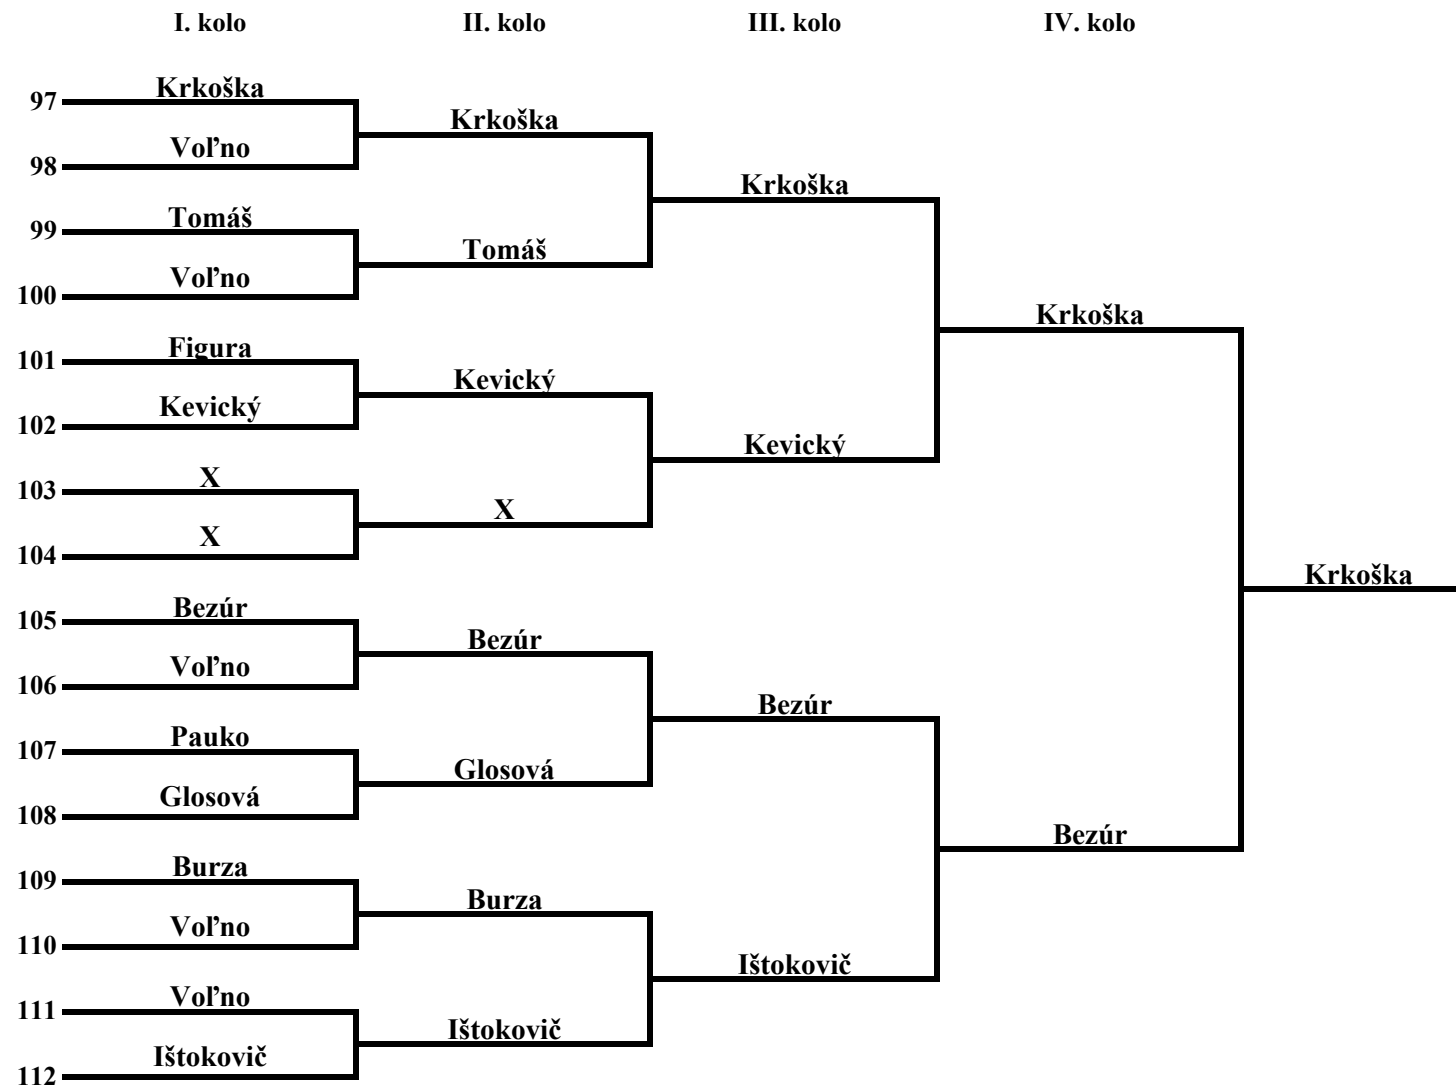 I. kolo II. kolo III. kolo IV. kolo
97 Krkoška
Krkoška
98 Voľno
Krkoška
99 Tomáš
Tomáš
100 Voľno
Krkoška
101 Figura
Kevický
102 Kevický
Kevický
103 X
X
104 X
Krkoška
105 Bezúr
Bezúr
106 Voľno
Bezúr
107 Pauko
Glosová
108 Glosová
Bezúr
109 Burza
Burza
110 Voľno
Ištokovič
111 Voľno
Ištokovič
112 Ištokovič